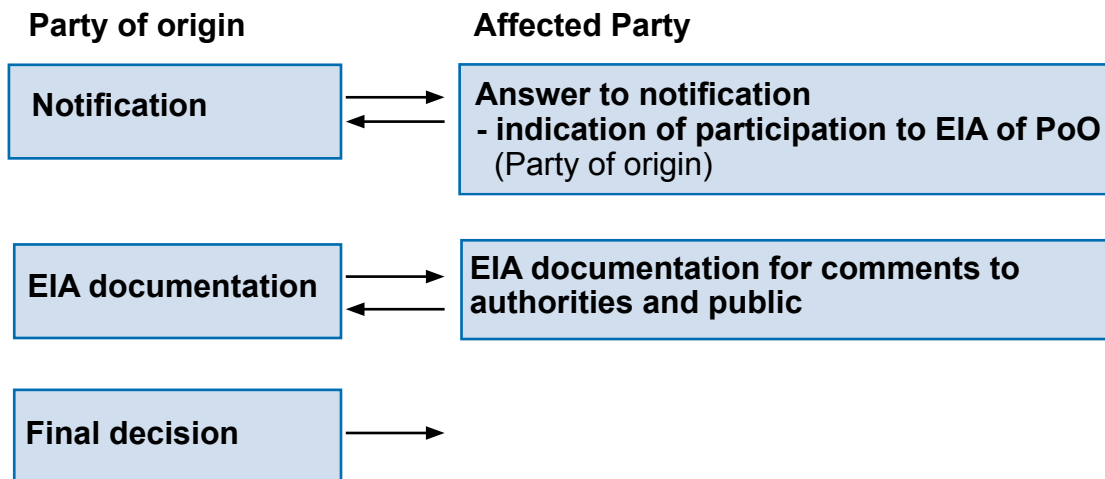 Party of origin
Affected Party
Notification
Answer to notification
- indication of participation to EIA of PoO
(Party of origin)
EIA documentation
EIA documentation for comments to
authorities and public
Final decision